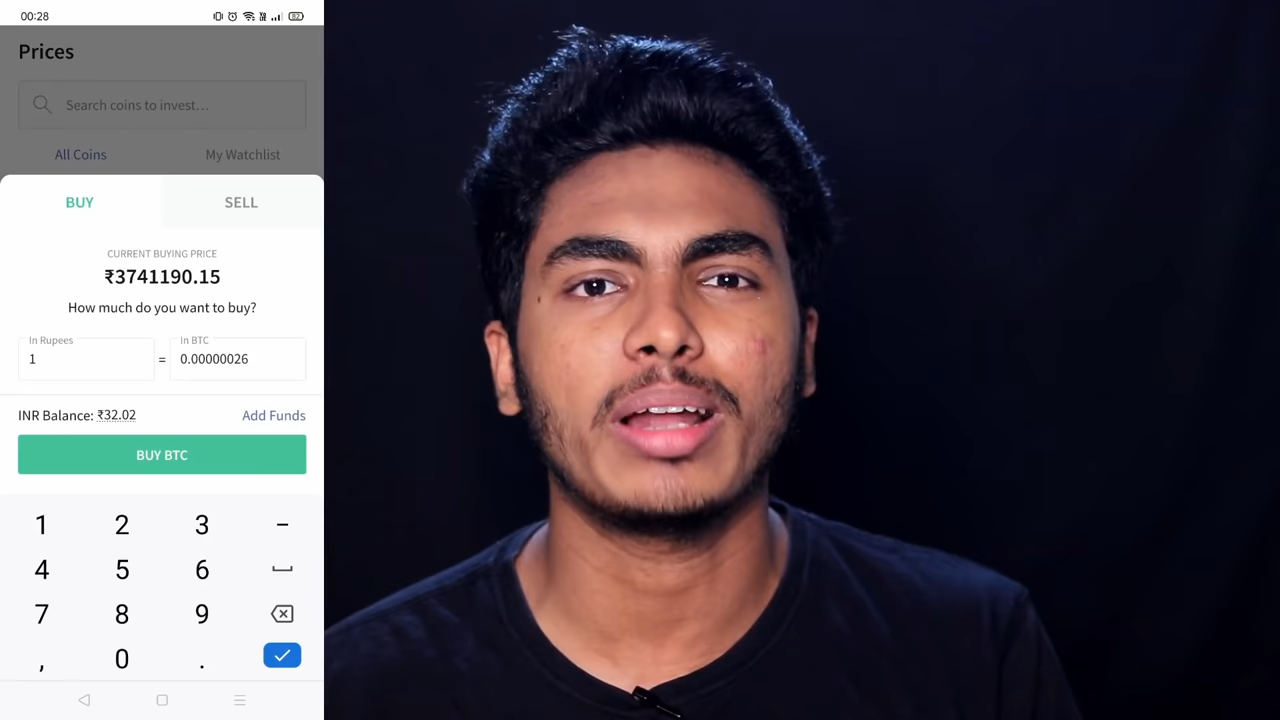 00:28
82
Prices
Search coins to invest...
All Coins My Watchlist
BUY SELL
CURRENT BUYING PRICE
₹3741190.15
How much do you want to buy?
In Rupees In BTC
1 = 0.00000026
INR Balance: ₹32.02 Add Funds
BUY BTC
1 2 3 -
4 5 6
7 8 9
, 0 .